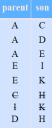 parent son
A C
A D
A E
E I
E K
C H
I K
D H